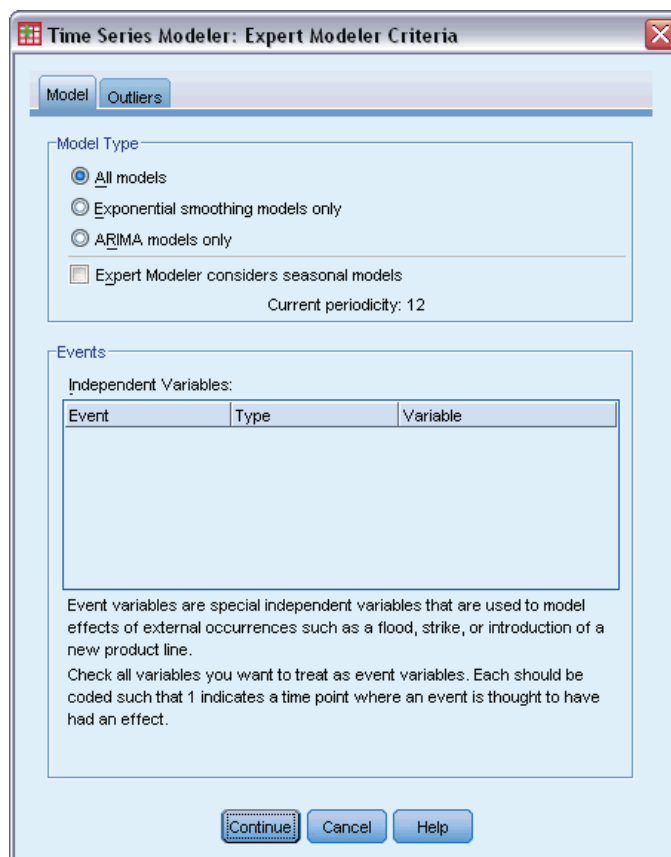 Time Series Modeler: Expert Modeler Criteria
Model Outliers
Model Type
All models
Exponential smoothing models only
ARIMA models only
Expert Modeler considers seasonal models
Current periodicity: 12
Events
Independent Variables:
Event Type Variable
Event variables are special independent variables that are used to model
effects of external occurrences such as a flood, strike, or introduction of a
new product line.
Check all variables you want to treat as event variables. Each should be
coded such that 1 indicates a time point where an event is thought to have
had an effect.
Continue Cancel Help